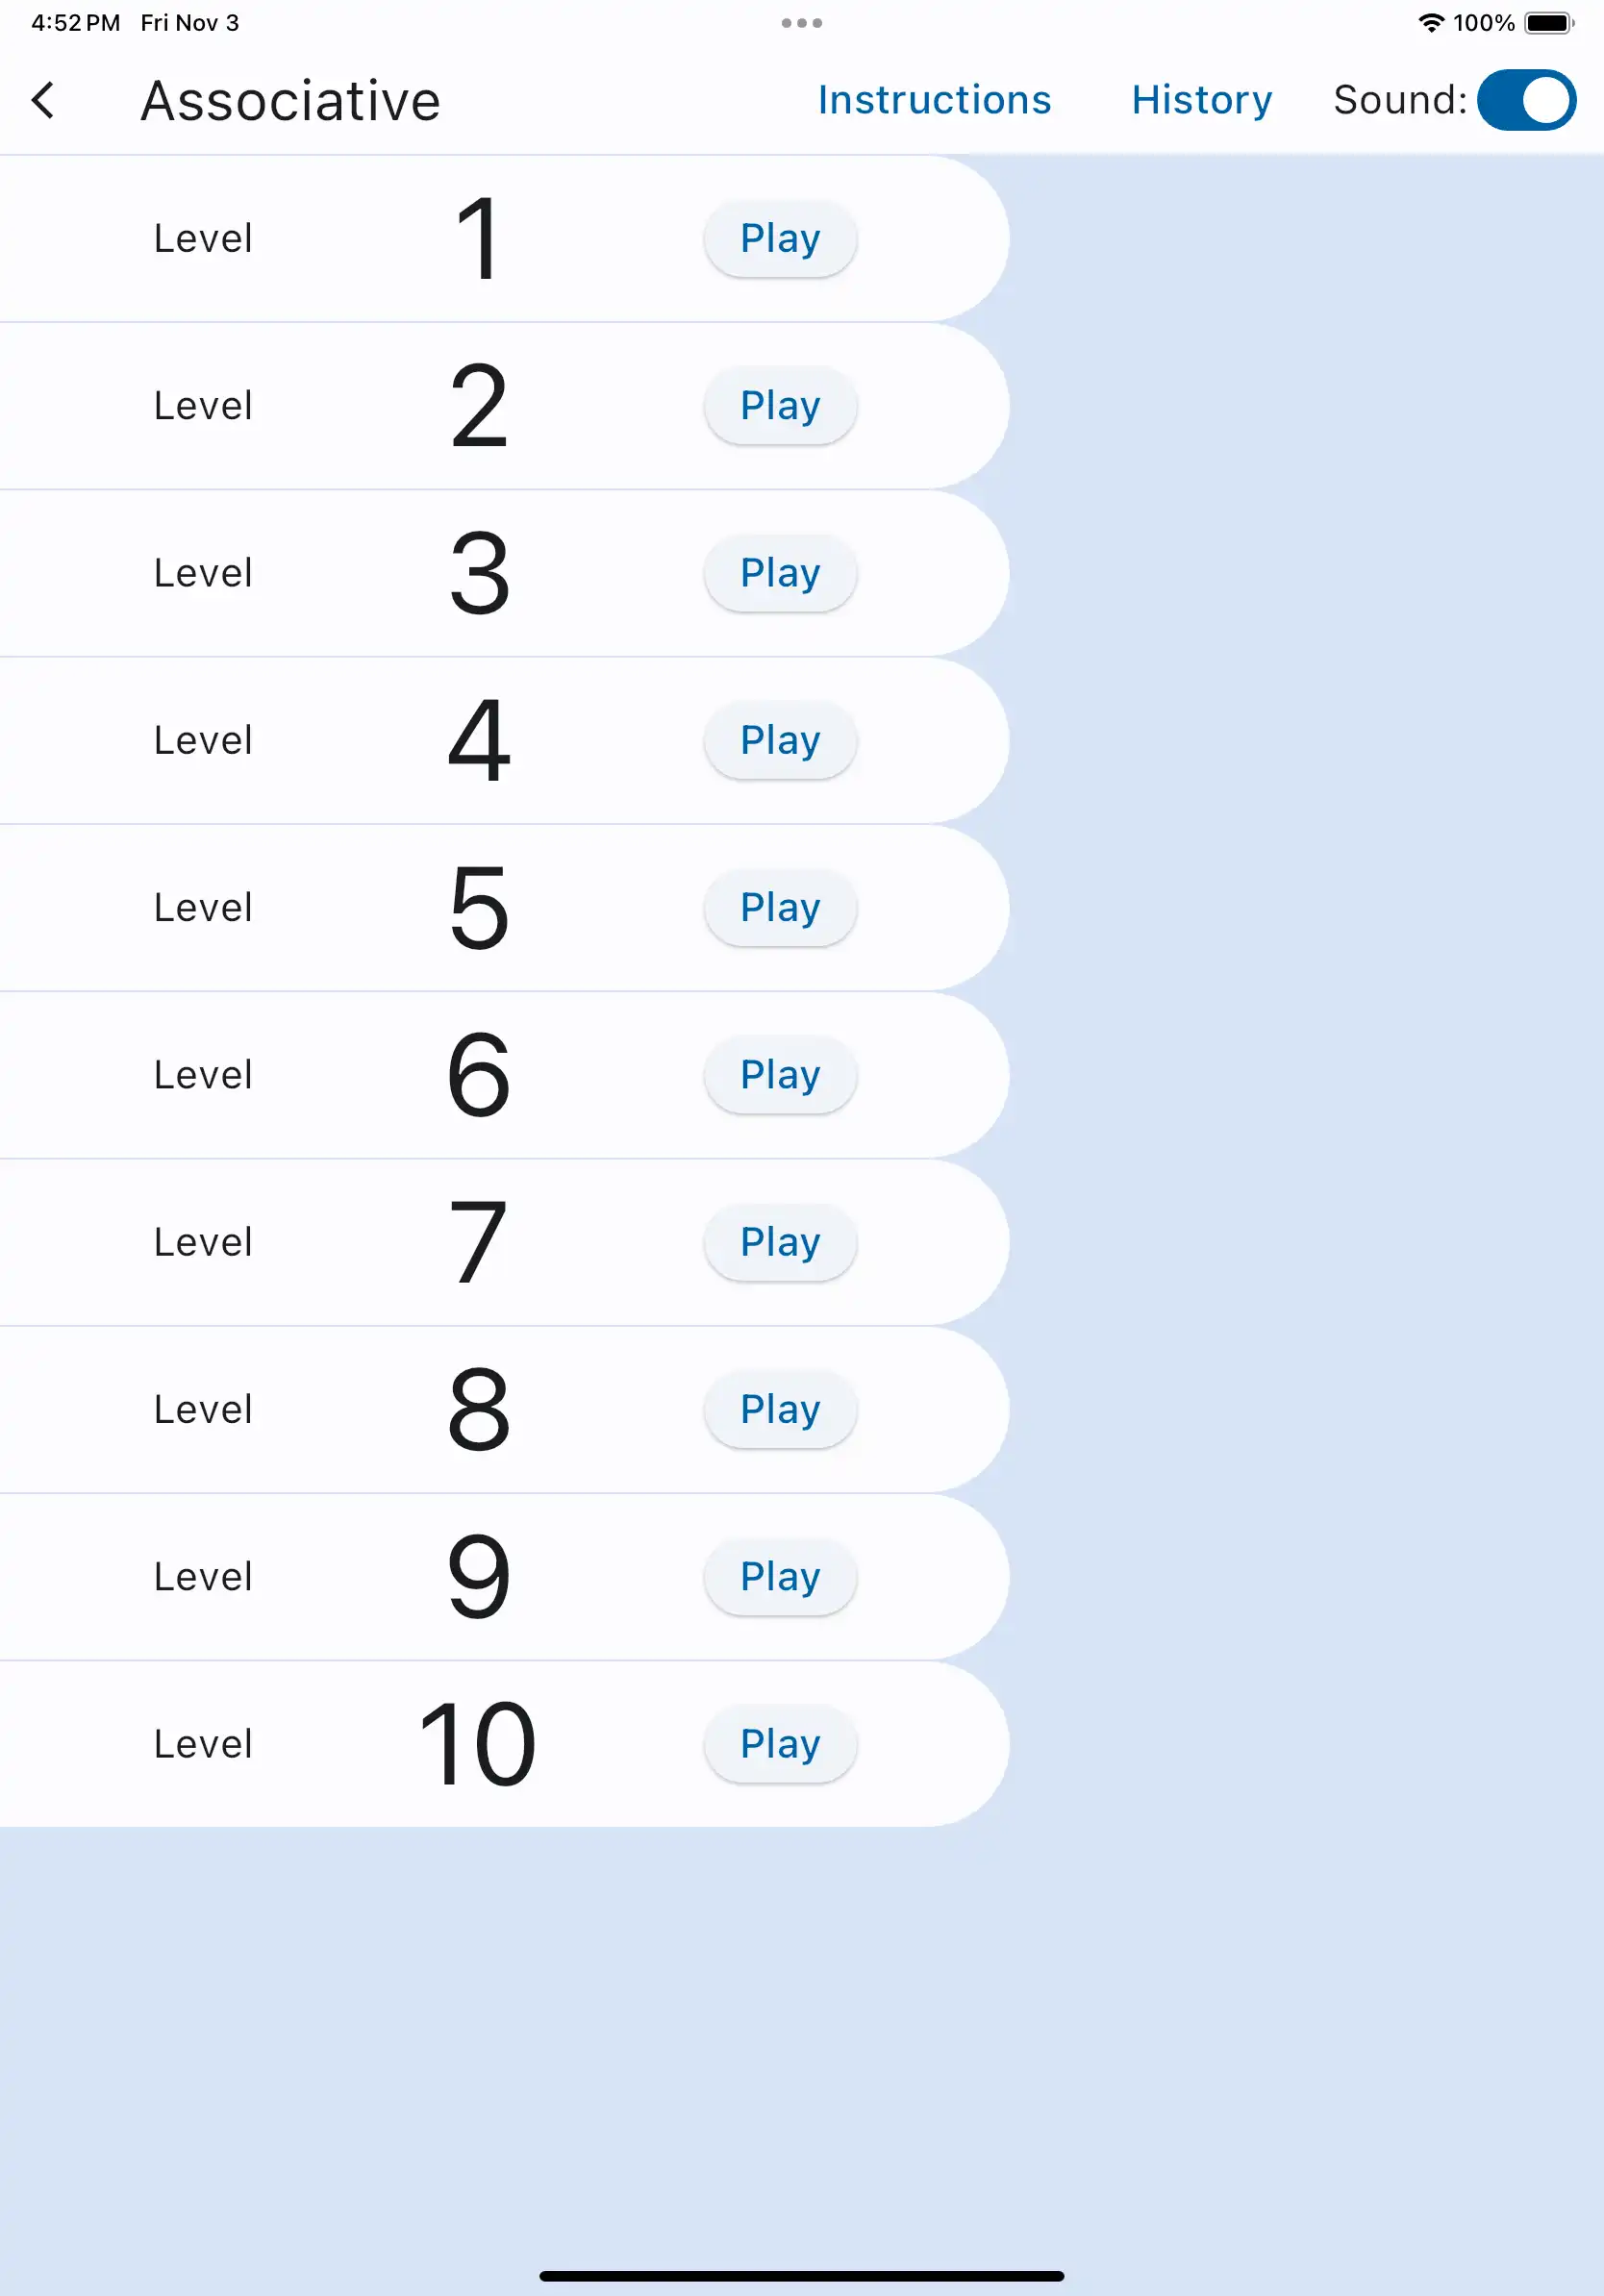 4:52 PM Fri Nov 3 100%
Associative Instructions History Sound:
Level 1 Play
Level 2 Play
Level 3 Play
Level 4 Play
Level 5 Play
Level 6 Play
Level 7 Play
Level 8 Play
Level 9 Play
Level 10 Play